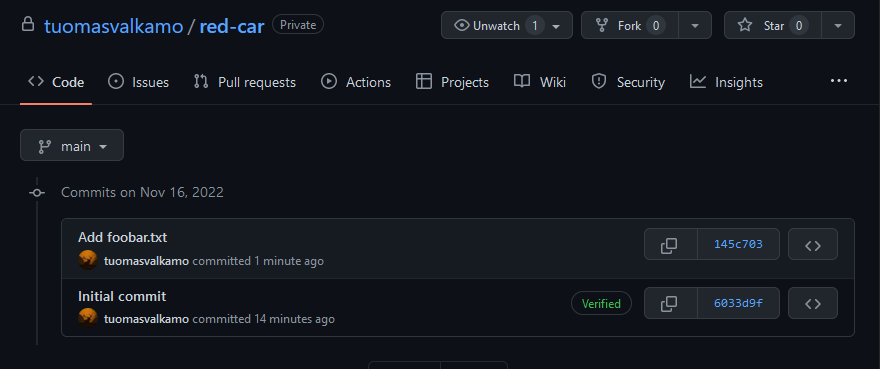 tuomasvalkamo / red-car Private Unwatch 1 Fork 0 Star 0
Code Issues Pull requests Actions Projects Wiki Security Insights
main
Commits on Nov 16, 2022
Add foobar.txt
tuomasvalkamo committed 1 minute ago
145c703
Initial commit
tuomasvalkamo committed 14 minutes ago
Verified
6033d9f